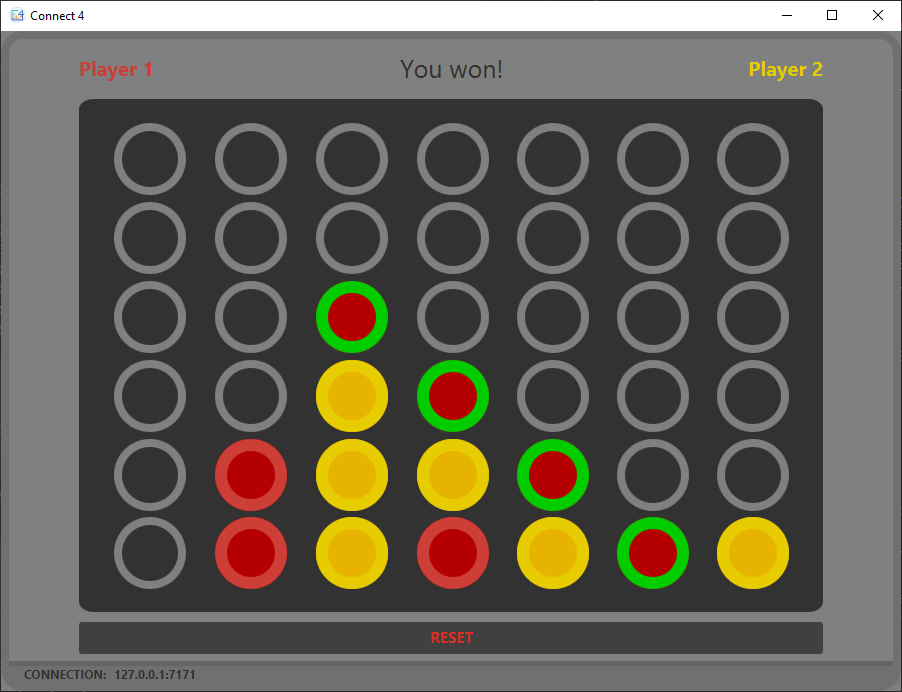 Connect 4
Player 1
You won!
Player 2
RESET
CONNECTION: 127.0.0.1:7171